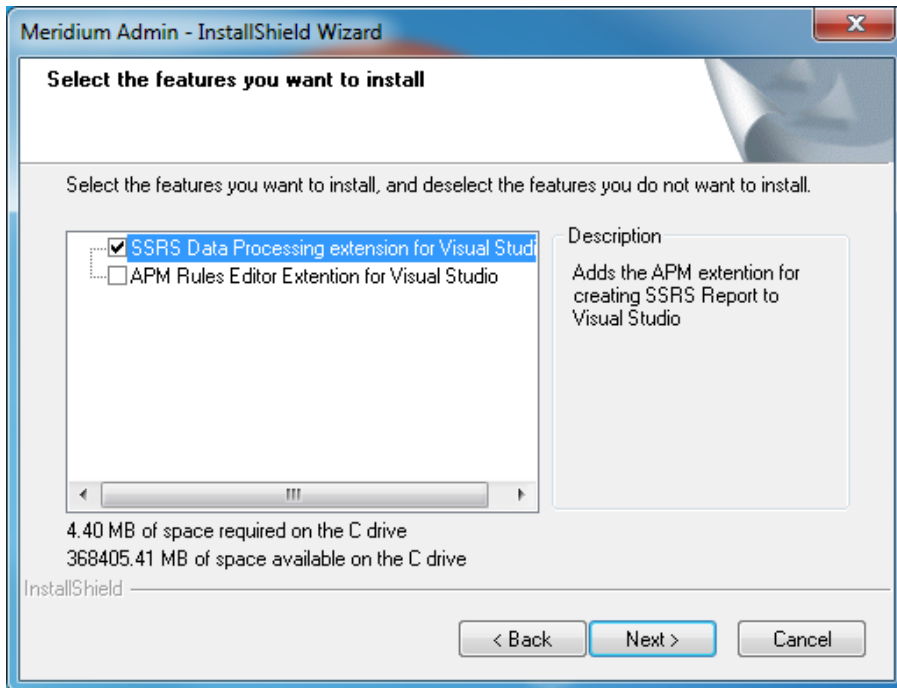 Meridium Admin - InstallShield Wizard
Select the features you want to install
Select the features you want to install, and deselect the features you do not want to install.
SSRS Data Processing extension for Visual Studi
APM Rules Editor Extention for Visual Studio
Description
Adds the APM extention for
creating SSRS Report to
Visual Studio
4.40 MB of space required on the C drive
368405.41 MB of space available on the C drive
InstallShield
< Back
Next >
Cancel